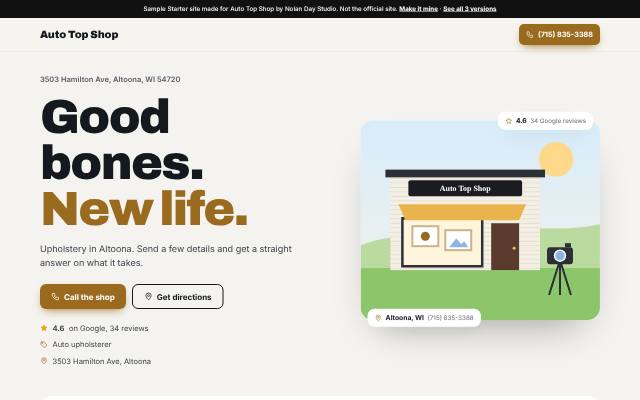 Sample Starter site made for Auto Top Shop by Nolan Day Studio. Not the official site. Make it mine · See all 3 versions
Auto Top Shop
(715) 835-3388
3503 Hamilton Ave, Altoona, WI 54720
Good
bones.
New life.
Upholstery in Altoona. Send a few details and get a straight
answer on what it takes.
Call the shop
Get directions
4.6 on Google, 34 reviews
Auto upholsterer
3503 Hamilton Ave, Altoona
4.6 34 Google reviews
Auto Top Shop
Altoona, WI (715) 835-3388